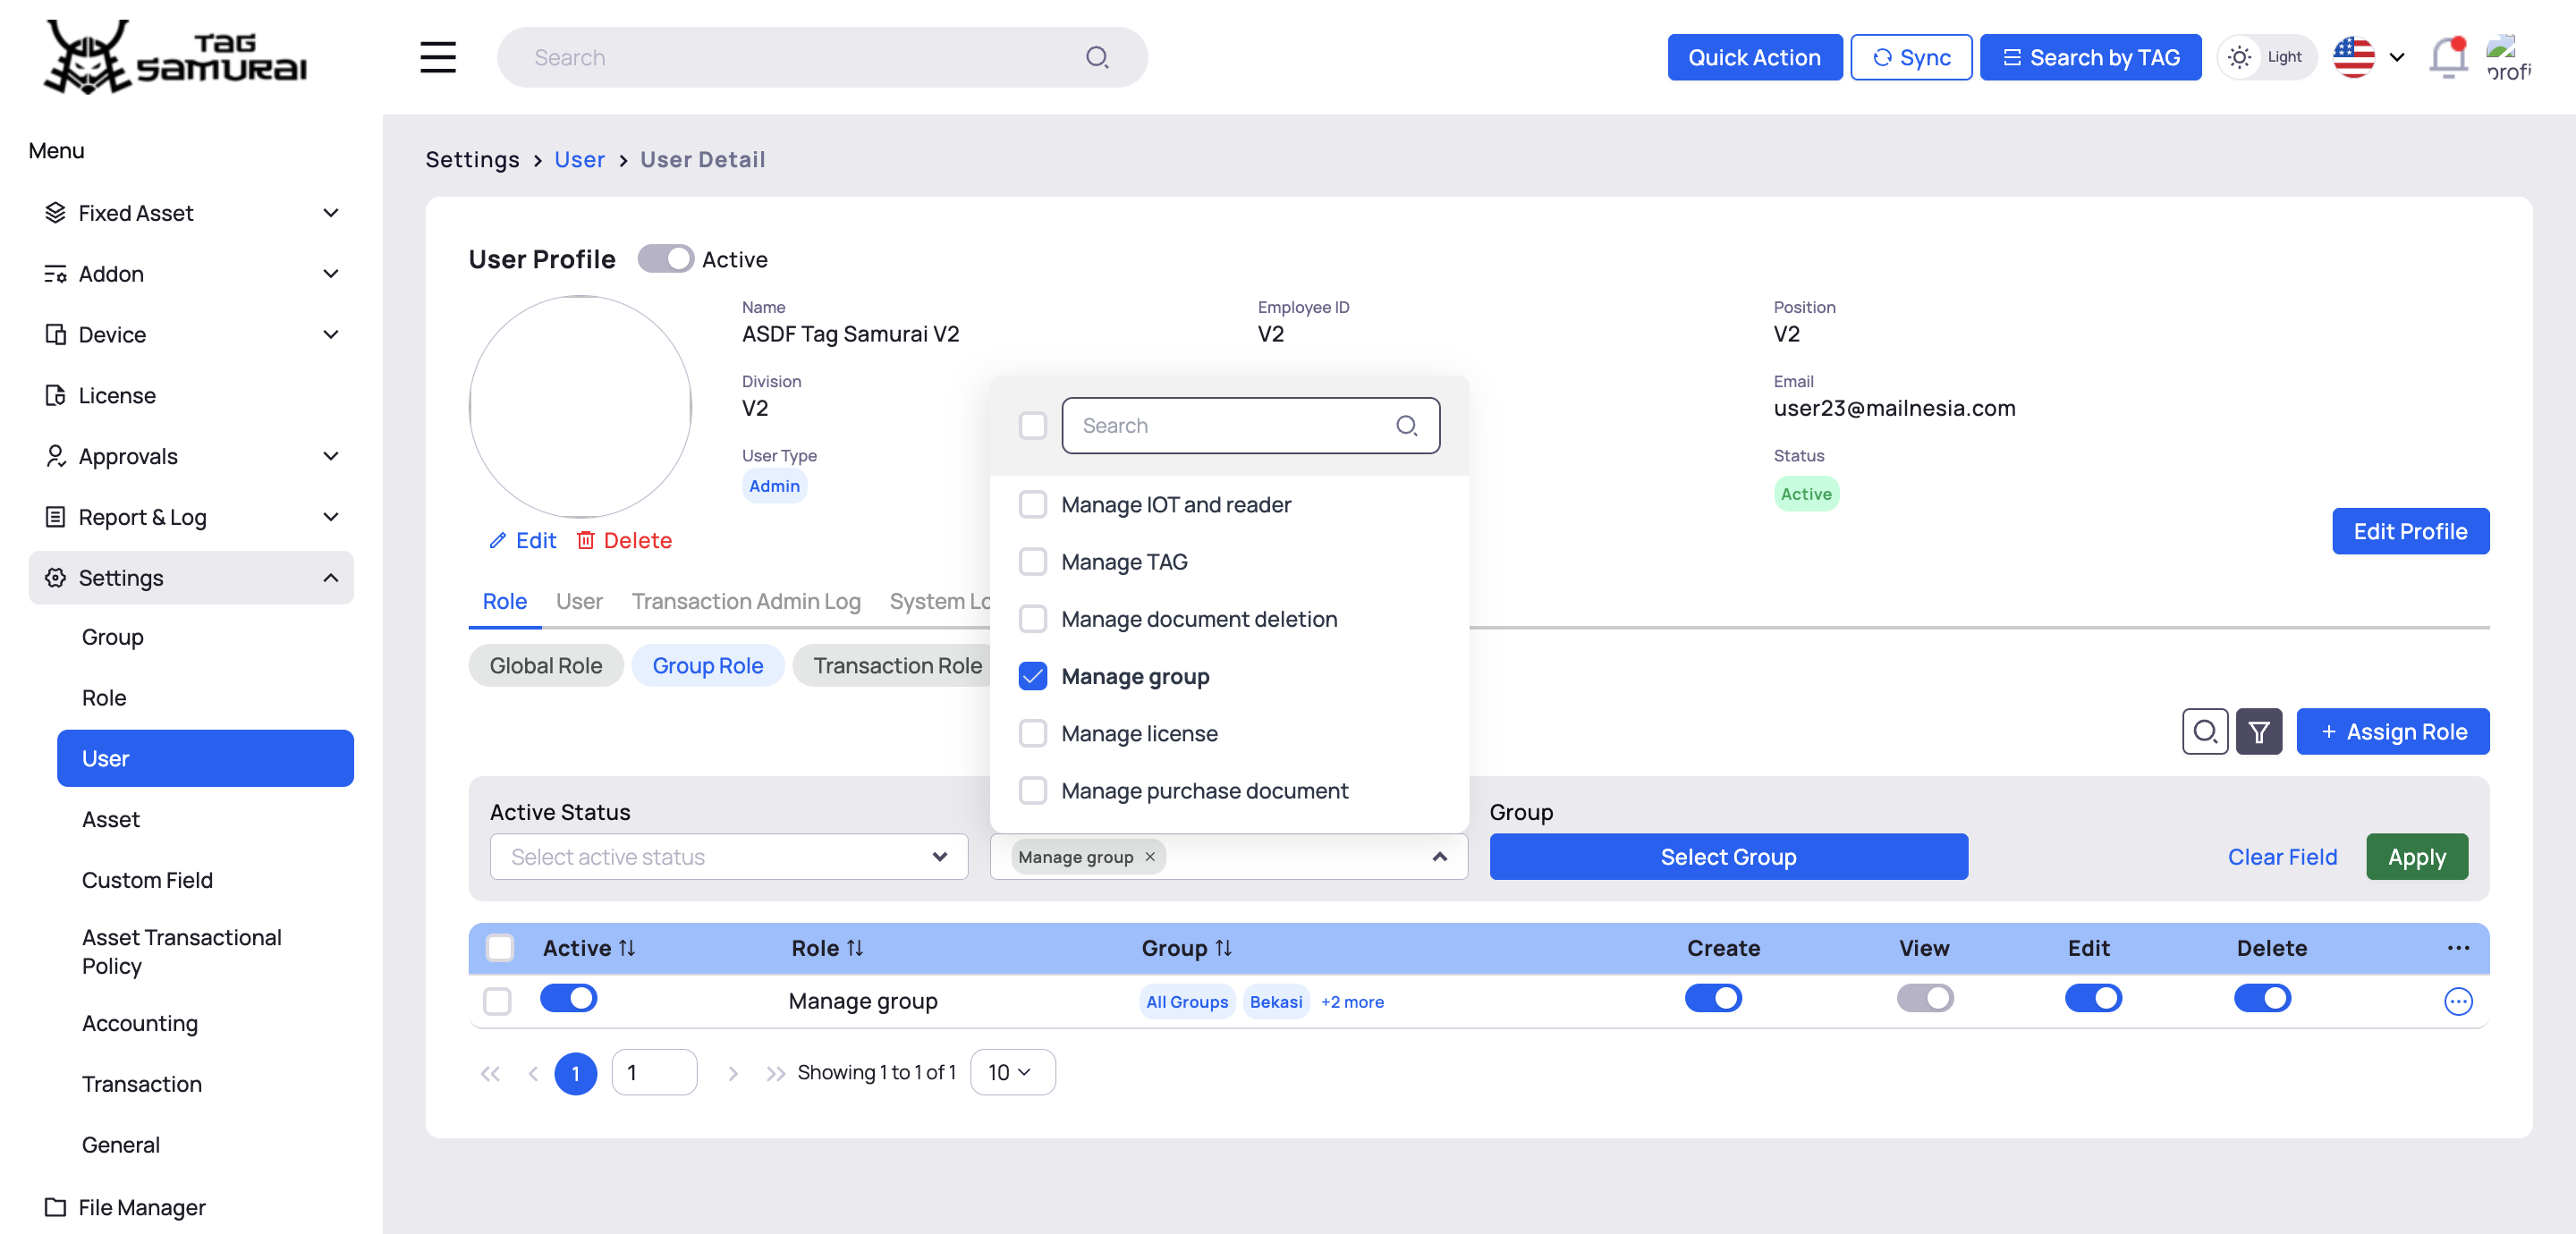 TAG SAMURAI
Search
Quick Action
Sync
Search by TAG
Light
profi
Menu
Fixed Asset
Addon
Device
License
Approvals
Report & Log
Settings
Group
Role
User
Asset
Custom Field
Asset Transactional
Policy
Accounting
Transaction
General
File Manager
Settings > User > User Detail
User Profile
Active
Name
ASDF Tag Samurai V2
Employee ID
V2
Position
V2
Division
V2
Email
user23@mailnesia.com
User Type
Admin
Status
Active
Edit
Delete
Edit Profile
Role
User
Transaction Admin Log
System Lo
Global Role
Group Role
Transaction Role
Search
Manage IOT and reader
Manage TAG
Manage document deletion
Manage group
Manage license
Manage purchase document
+ Assign Role
Active Status
Select active status
Manage group ×
Group
Select Group
Clear Field
Apply
Active Role Group Create View Edit Delete ...
Manage group All Groups Bekasi +2 more
1 1 Showing 1 to 1 of 1 10